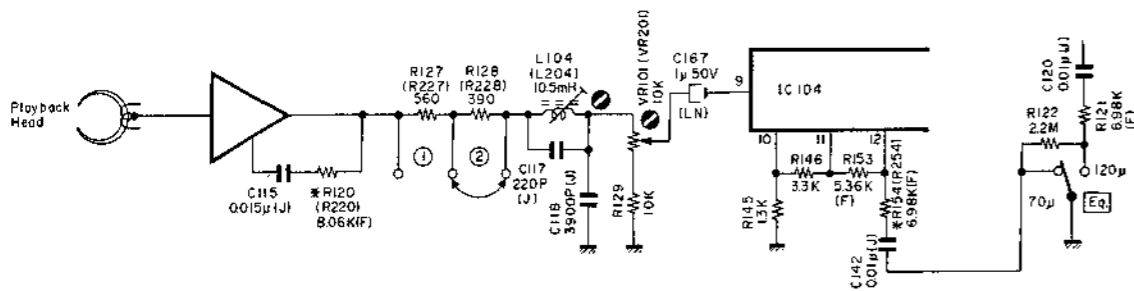 Playback
Head
C115
0.015µ(J)
*R120
(R220)
8.06K(F)
R127
(R227)
560
R128
(R228)
390
1
2
L104
(L204)
10.5mH
C117
220P
(J)
C118
3900P(J)
R129
10K
VR101 (VR201)
10K
C167
1µ 50V
(LN)
9
IC104
10
11
12
R145
1.3K
R146
3.3K
R153
5.36K
(F)
*R154(R254)
6.98K(F)
C142
0.01µ(J)
R122
2.2M
C120
0.01µ(J)
R121
6.98K
(F)
120µ
70µ
Eq.